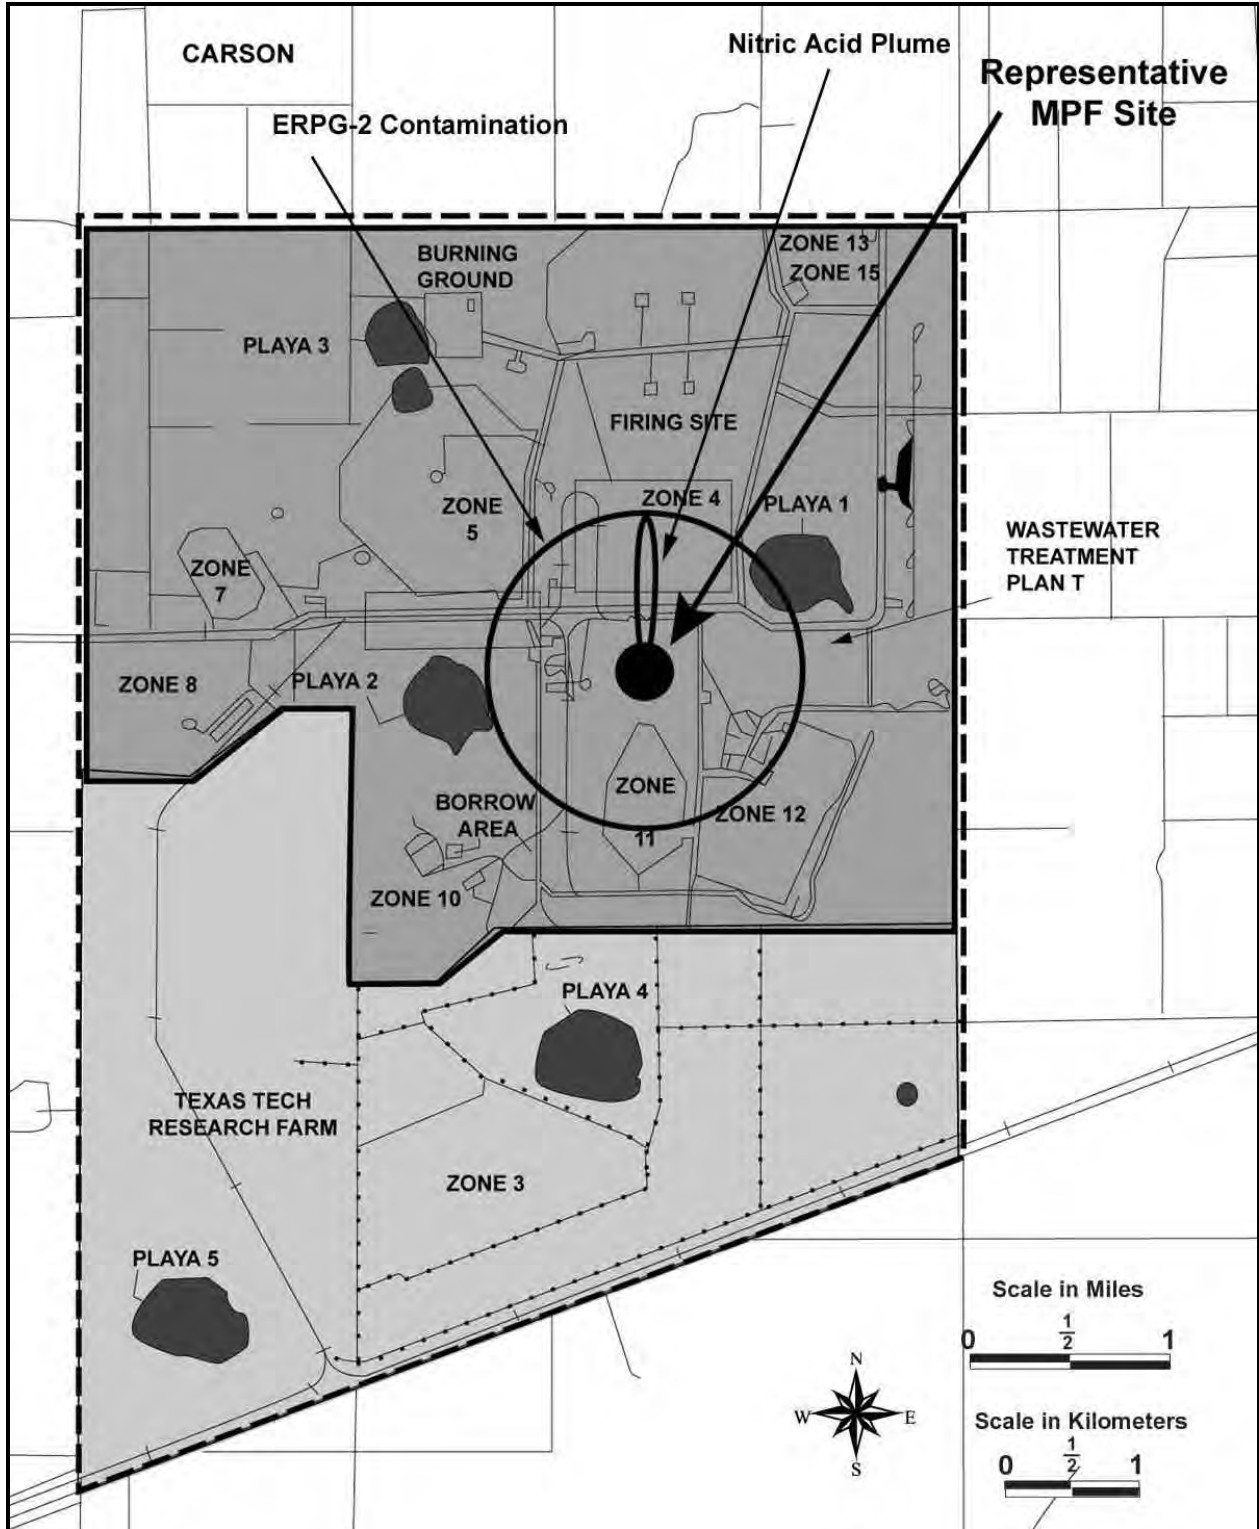 CARSON
Nitric Acid Plume
Representative
MPF Site
ERPG-2 Contamination
BURNING
GROUND
ZONE 13
ZONE 15
PLAYA 3
FIRING SITE
ZONE
5
ZONE 4
PLAYA 1
WASTEWATER
TREATMENT
PLAN T
ZONE
7
ZONE 8
PLAYA 2
ZONE
11
BORROW
AREA
ZONE 12
ZONE 10
PLAYA 4
TEXAS TECH
RESEARCH FARM
ZONE 3
PLAYA 5
Scale in Miles
0 1/2 1
N
W E
S
Scale in Kilometers
0 1/2 1